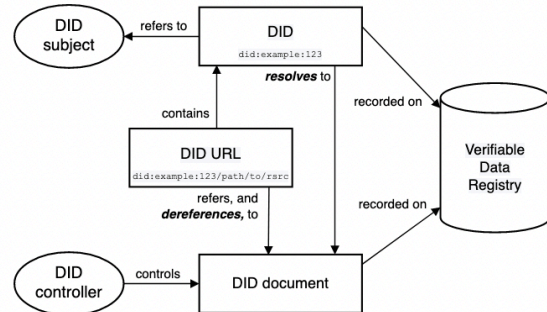 DID
subject
refers to
DID
did:example:123
resolves to
recorded on
contains
DID URL
did:example:123/path/to/rsrc
refers, and
dereferences, to
Verifiable
Data
Registry
recorded on
DID
controller
controls
DID document